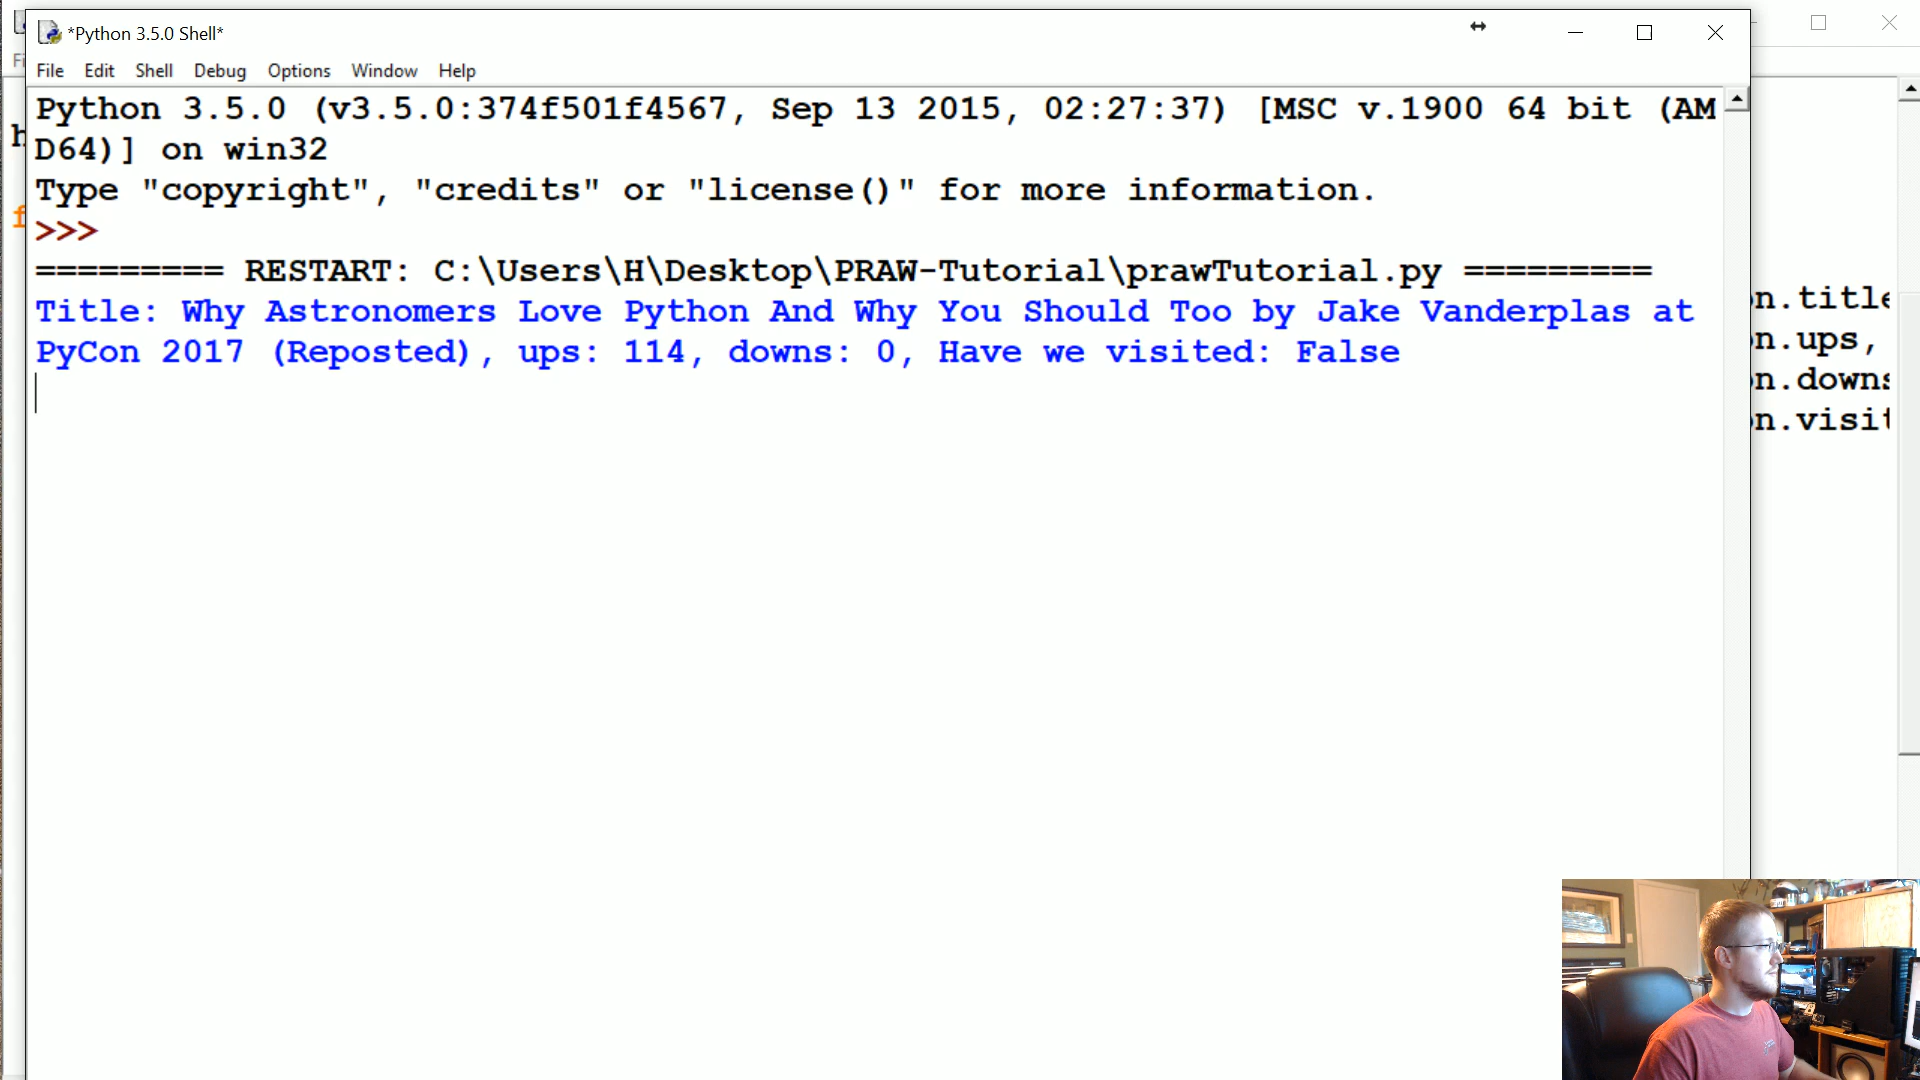 *Python 3.5.0 Shell*
File Edit Shell Debug Options Window Help
Python 3.5.0 (v3.5.0:374f501f4567, Sep 13 2015, 02:27:37) [MSC v.1900 64 bit (AM
D64)] on win32
Type "copyright", "credits" or "license()" for more information.
>>>
========= RESTART: C:\Users\H\Desktop\PRAW-Tutorial\prawTutorial.py =========
Title: Why Astronomers Love Python And Why You Should Too by Jake Vanderplas at
PyCon 2017 (Reposted), ups: 114, downs: 0, Have we visited: False
n.title
n.ups,
n.downs
n.visit